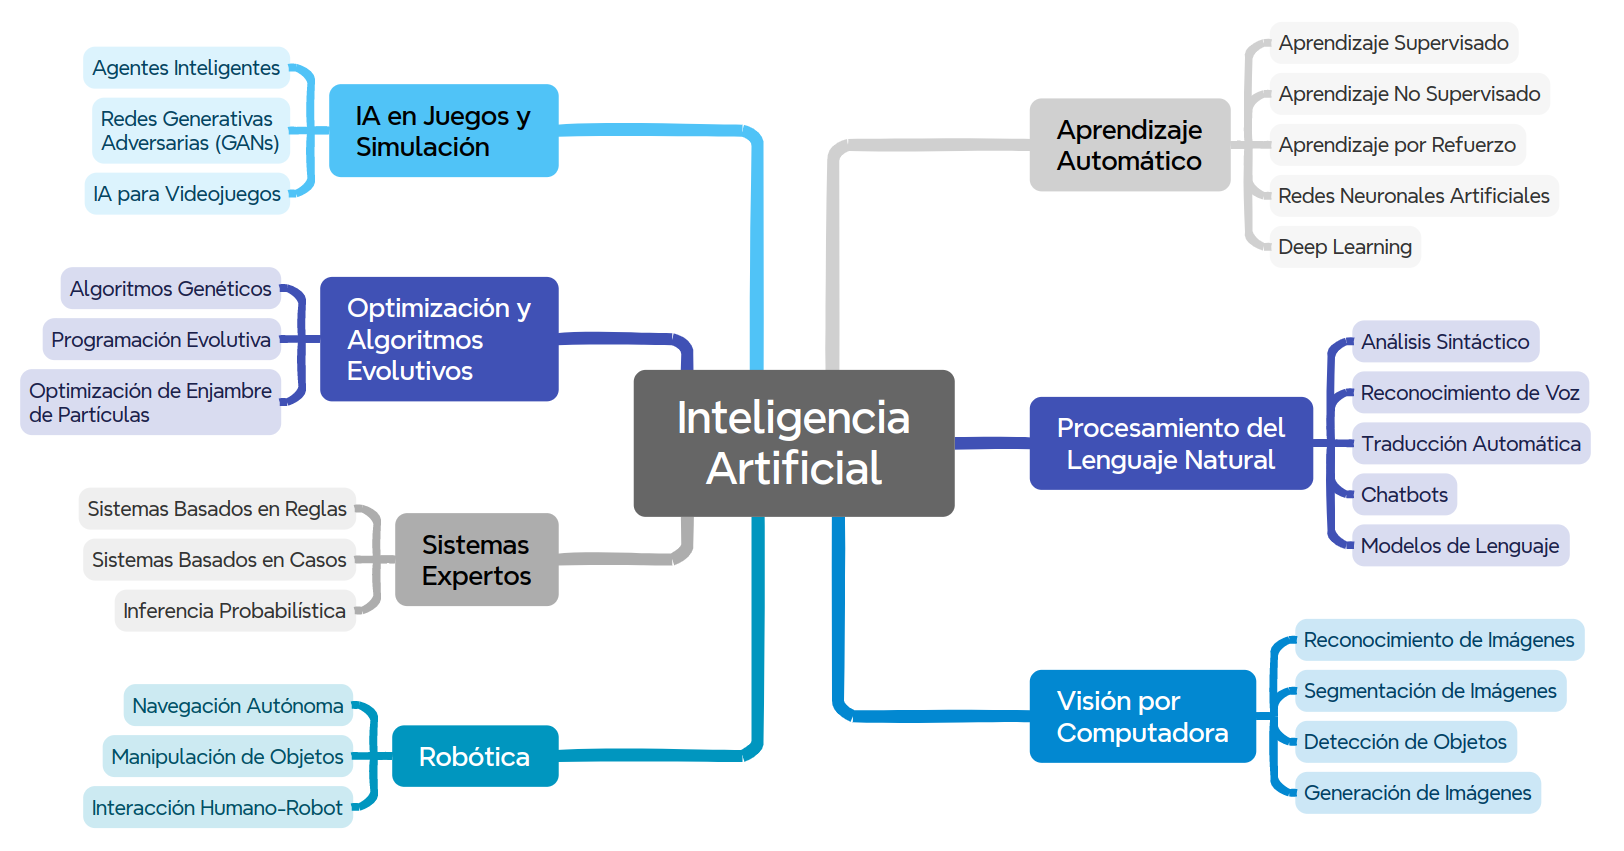 Inteligencia
Artificial
Aprendizaje
Automático
Aprendizaje Supervisado
Aprendizaje No Supervisado
Aprendizaje por Refuerzo
Redes Neuronales Artificiales
Deep Learning
Procesamiento del
Lenguaje Natural
Análisis Sintáctico
Reconocimiento de Voz
Traducción Automática
Chatbots
Modelos de Lenguaje
Visión por
Computadora
Reconocimiento de Imágenes
Segmentación de Imágenes
Detección de Objetos
Generación de Imágenes
IA en Juegos y
Simulación
Agentes Inteligentes
Redes Generativas
Adversarias (GANs)
IA para Videojuegos
Optimización y
Algoritmos
Evolutivos
Algoritmos Genéticos
Programación Evolutiva
Optimización de Enjambre
de Partículas
Sistemas
Expertos
Sistemas Basados en Reglas
Sistemas Basados en Casos
Inferencia Probabilística
Robótica
Navegación Autónoma
Manipulación de Objetos
Interacción Humano-Robot